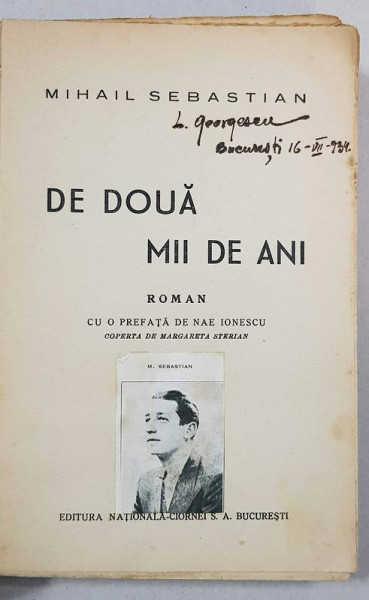 MIHAIL SEBASTIAN
L. Georgescu
București 16-VII-934.
DE DOUĂ
MII DE ANI
ROMAN
CU O PREFAȚĂ DE NAE IONESCU
COPERTA DE MARGARETA STERIAN
M. SEBASTIAN
EDITURA NAȚIONALA-CIORNEI S. A. BUCUREȘTI